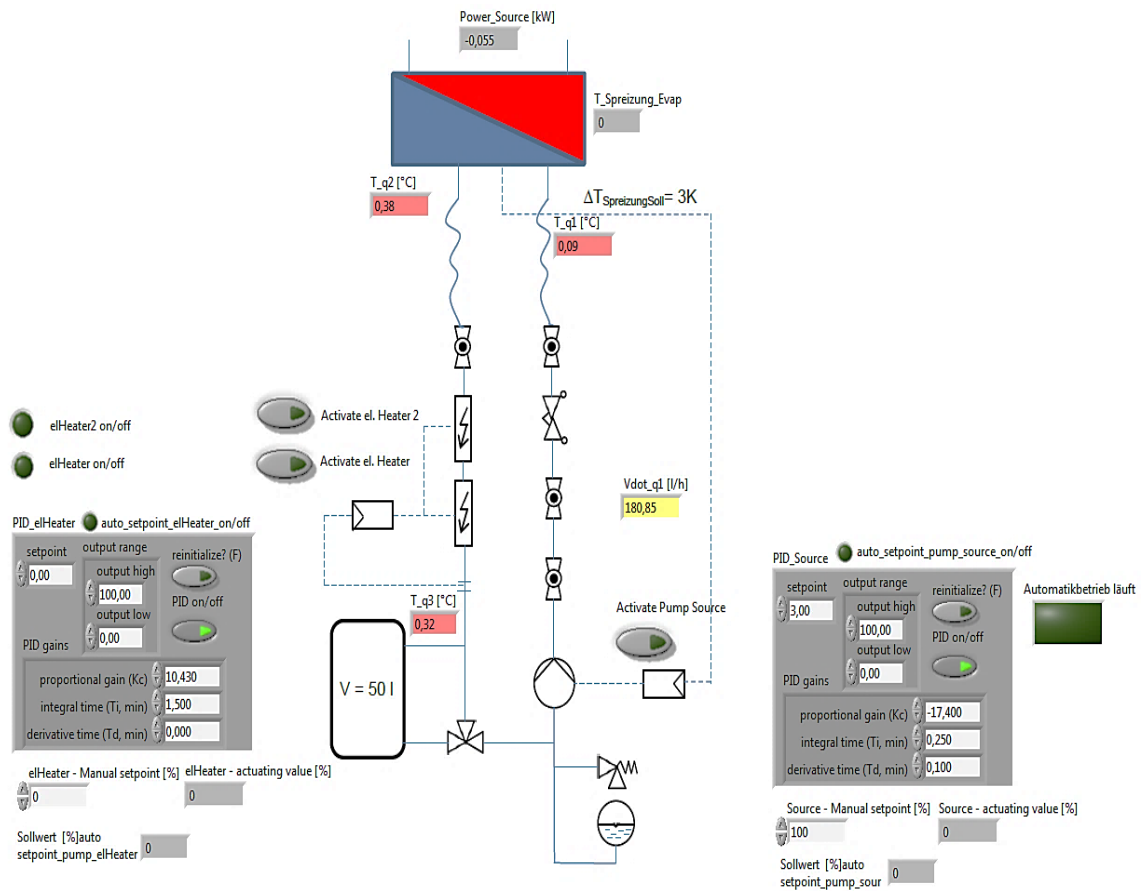 Power_Source [kW]
-0,055
T_Spreizung_Evap
0
T_q2 [°C]
0,38
ΔTSpreizungSoll= 3K
T_q1 [°C]
0,09
elHeater2 on/off
Activate el. Heater 2
elHeater on/off
Activate el. Heater
Vdot_q1 [l/h]
180,85
PID_elHeater
auto_setpoint_elHeater_on/off
setpoint
0,00
output range
output high
100,00
output low
0,00
reinitialize? (F)
PID on/off
PID gains
proportional gain (Kc)
10,430
integral time (Ti, min)
1,500
derivative time (Td, min)
0,000
elHeater - Manual setpoint [%]
0
elHeater - actuating value [%]
0
Sollwert [%]auto
setpoint_pump_elHeater
0
T_q3 [°C]
0,32
V = 50 l
Activate Pump Source
PID_Source
auto_setpoint_pump_source_on/off
setpoint
3,00
output range
output high
100,00
output low
0,00
reinitialize? (F)
PID on/off
PID gains
proportional gain (Kc)
-17,400
integral time (Ti, min)
0,250
derivative time (Td, min)
0,100
Automatikbetrieb läuft
Source - Manual setpoint [%]
100
Source - actuating value [%]
0
Sollwert [%]auto
setpoint_pump_sour
0